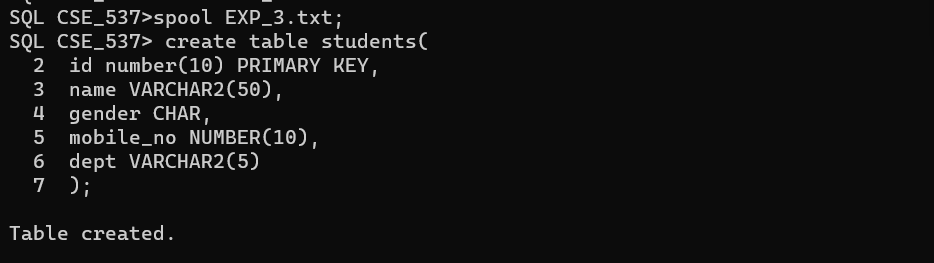 SQL CSE_537>spool EXP_3.txt;
SQL CSE_537> create table students(
  2  id number(10) PRIMARY KEY,
  3  name VARCHAR2(50),
  4  gender CHAR,
  5  mobile_no NUMBER(10),
  6  dept VARCHAR2(5)
  7  );

Table created.